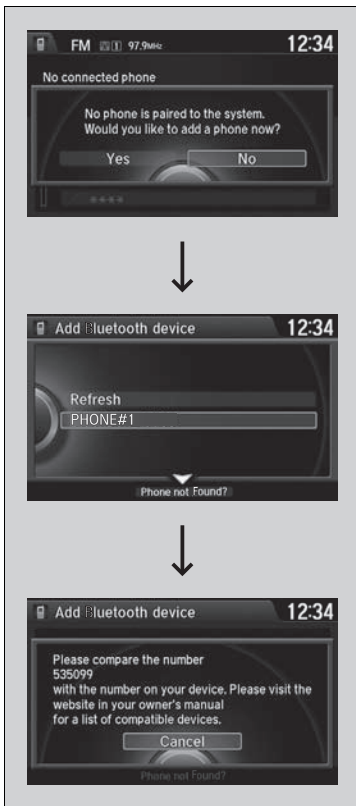 FM 97.9MHz 12:34
No connected phone
No phone is paired to the system.
Would you like to add a phone now?
Yes No
Add Bluetooth device 12:34
Refresh
PHONE#1
Phone not Found?
Add Bluetooth device 12:34
Please compare the number
535099
with the number on your device. Please visit the
website in your owner's manual
for a list of compatible devices.
Cancel
Phone not Found?